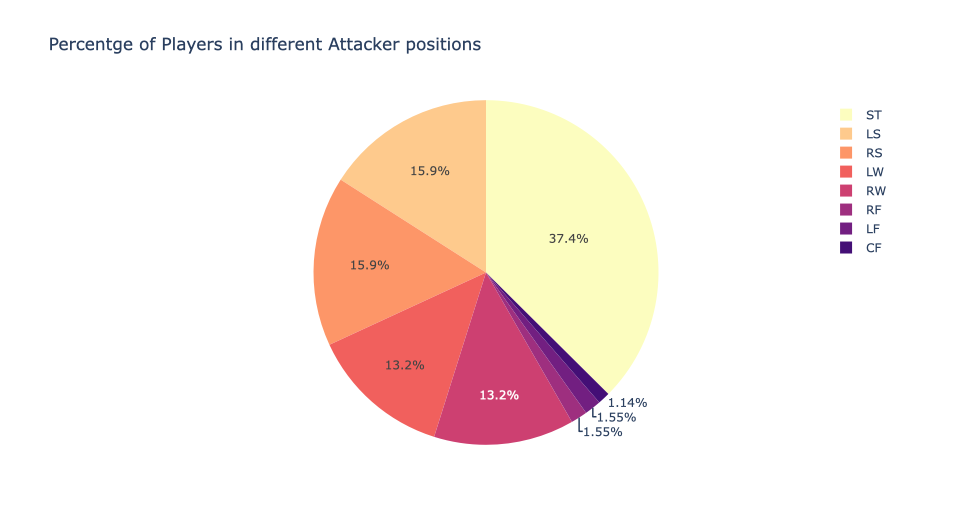 Percentge of Players in different Attacker positions
ST
LS
RS
LW
RW
RF
LF
CF
15.9%
37.4%
15.9%
13.2%
13.2%
1.14%
1.55%
1.55%